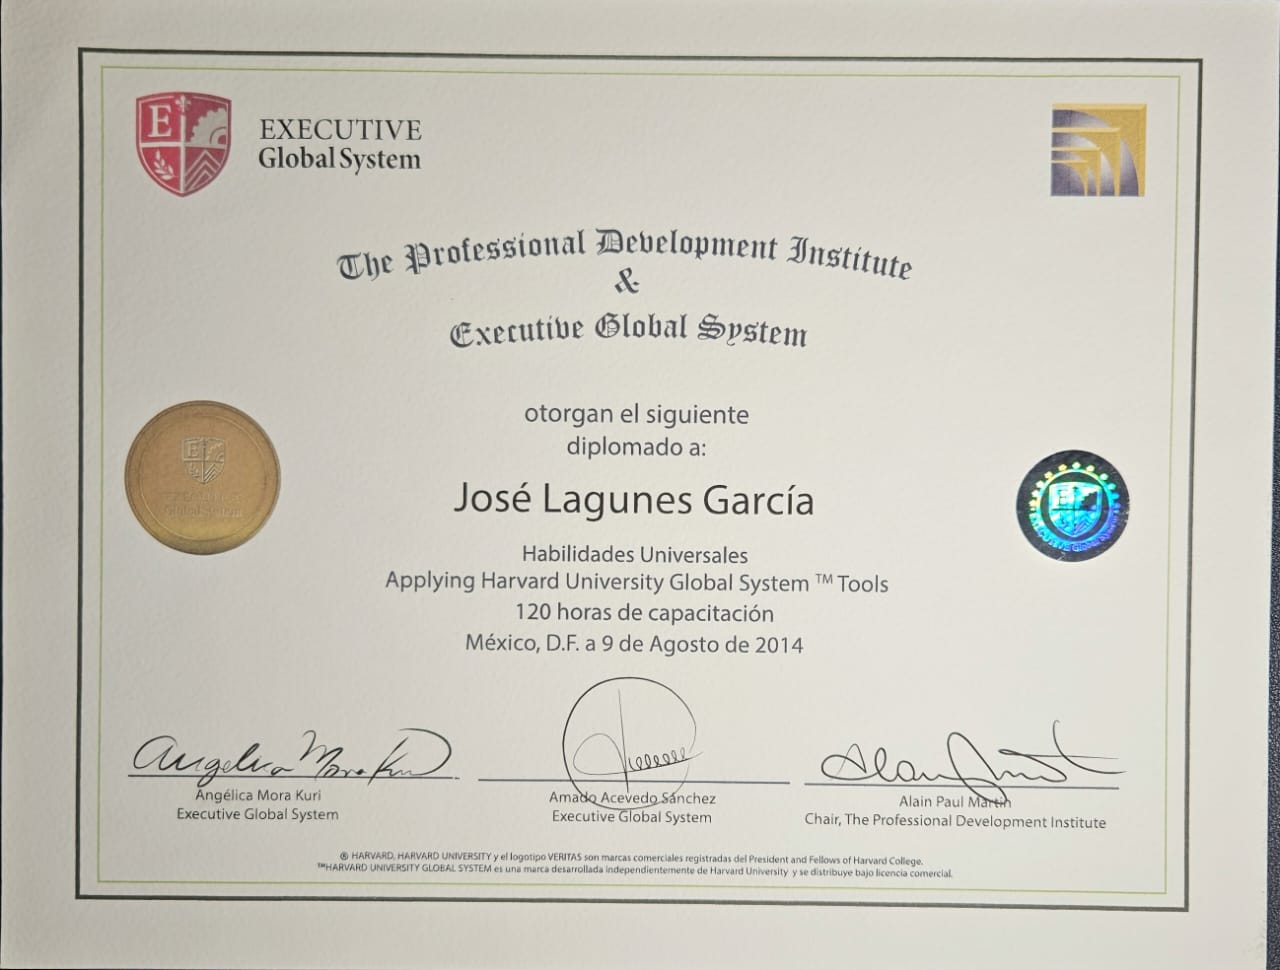 E
EXECUTIVE
Global System
The Professional Development Institute
&
Executive Global System
otorgan el siguiente
diplomado a:
José Lagunes García
Habilidades Universales
Applying Harvard University Global System ™ Tools
120 horas de capacitación
México, D.F. a 9 de Agosto de 2014
E
EXECUTIVE
Global System
E
Angelica Mora Kuri
Angélica Mora Kuri
Executive Global System
Amado Acevedo Sánchez
Executive Global System
Alain Paul Martin
Chair, The Professional Development Institute
® HARVARD, HARVARD UNIVERSITY y el logotipo VERITAS son marcas comerciales registradas del President and Fellows of Harvard College.
™HARVARD UNIVERSITY GLOBAL SYSTEM es una marca desarrollada independientemente de Harvard University y se distribuye bajo licencia comercial.